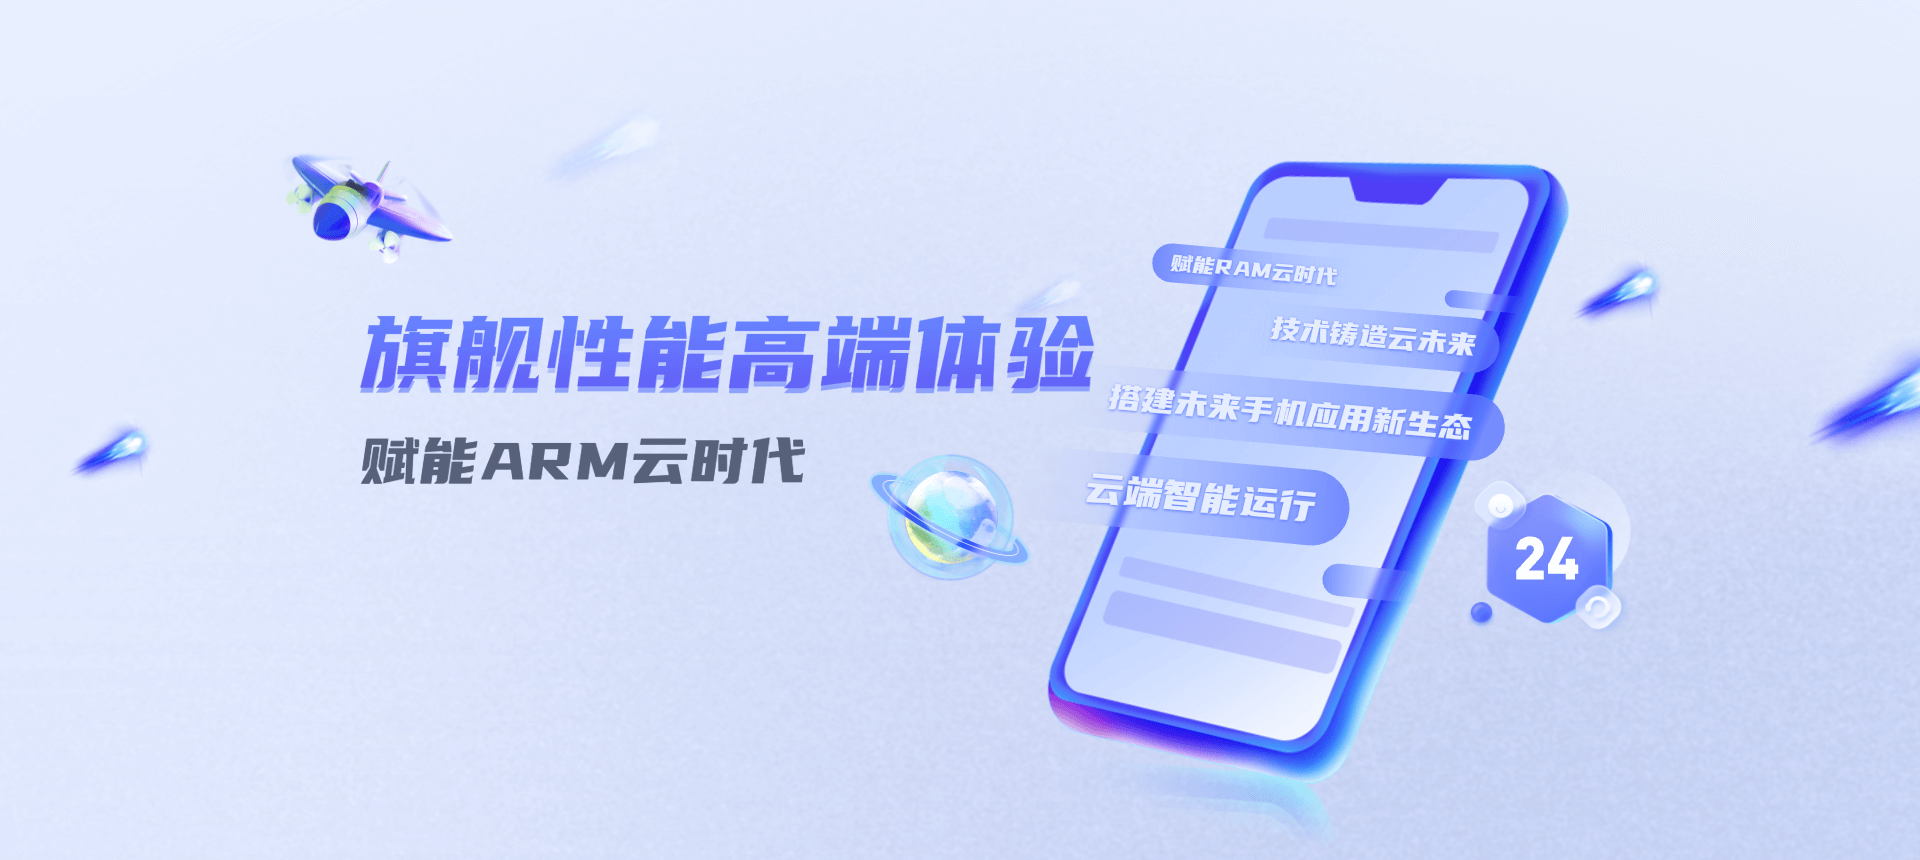 旗舰性能高端体验
赋能ARM云时代
赋能RAM云时代
技术铸造云未来
搭建未来手机应用新生态
云端智能运行
24